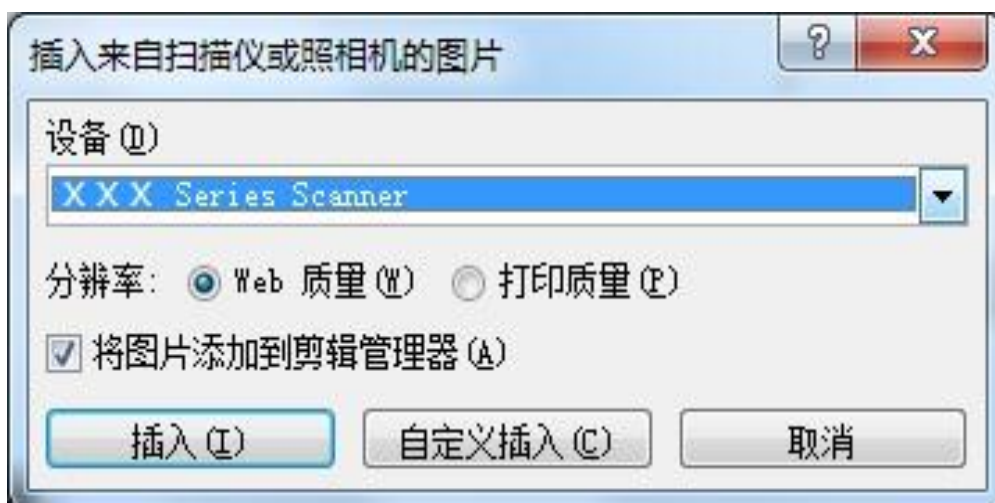 插入来自扫描仪或照相机的图片
设备(D)
XXX Series Scanner
分辨率: Web 质量(W) 打印质量(P)
将图片添加到剪辑管理器(A)
插入(I) 自定义插入(C) 取消